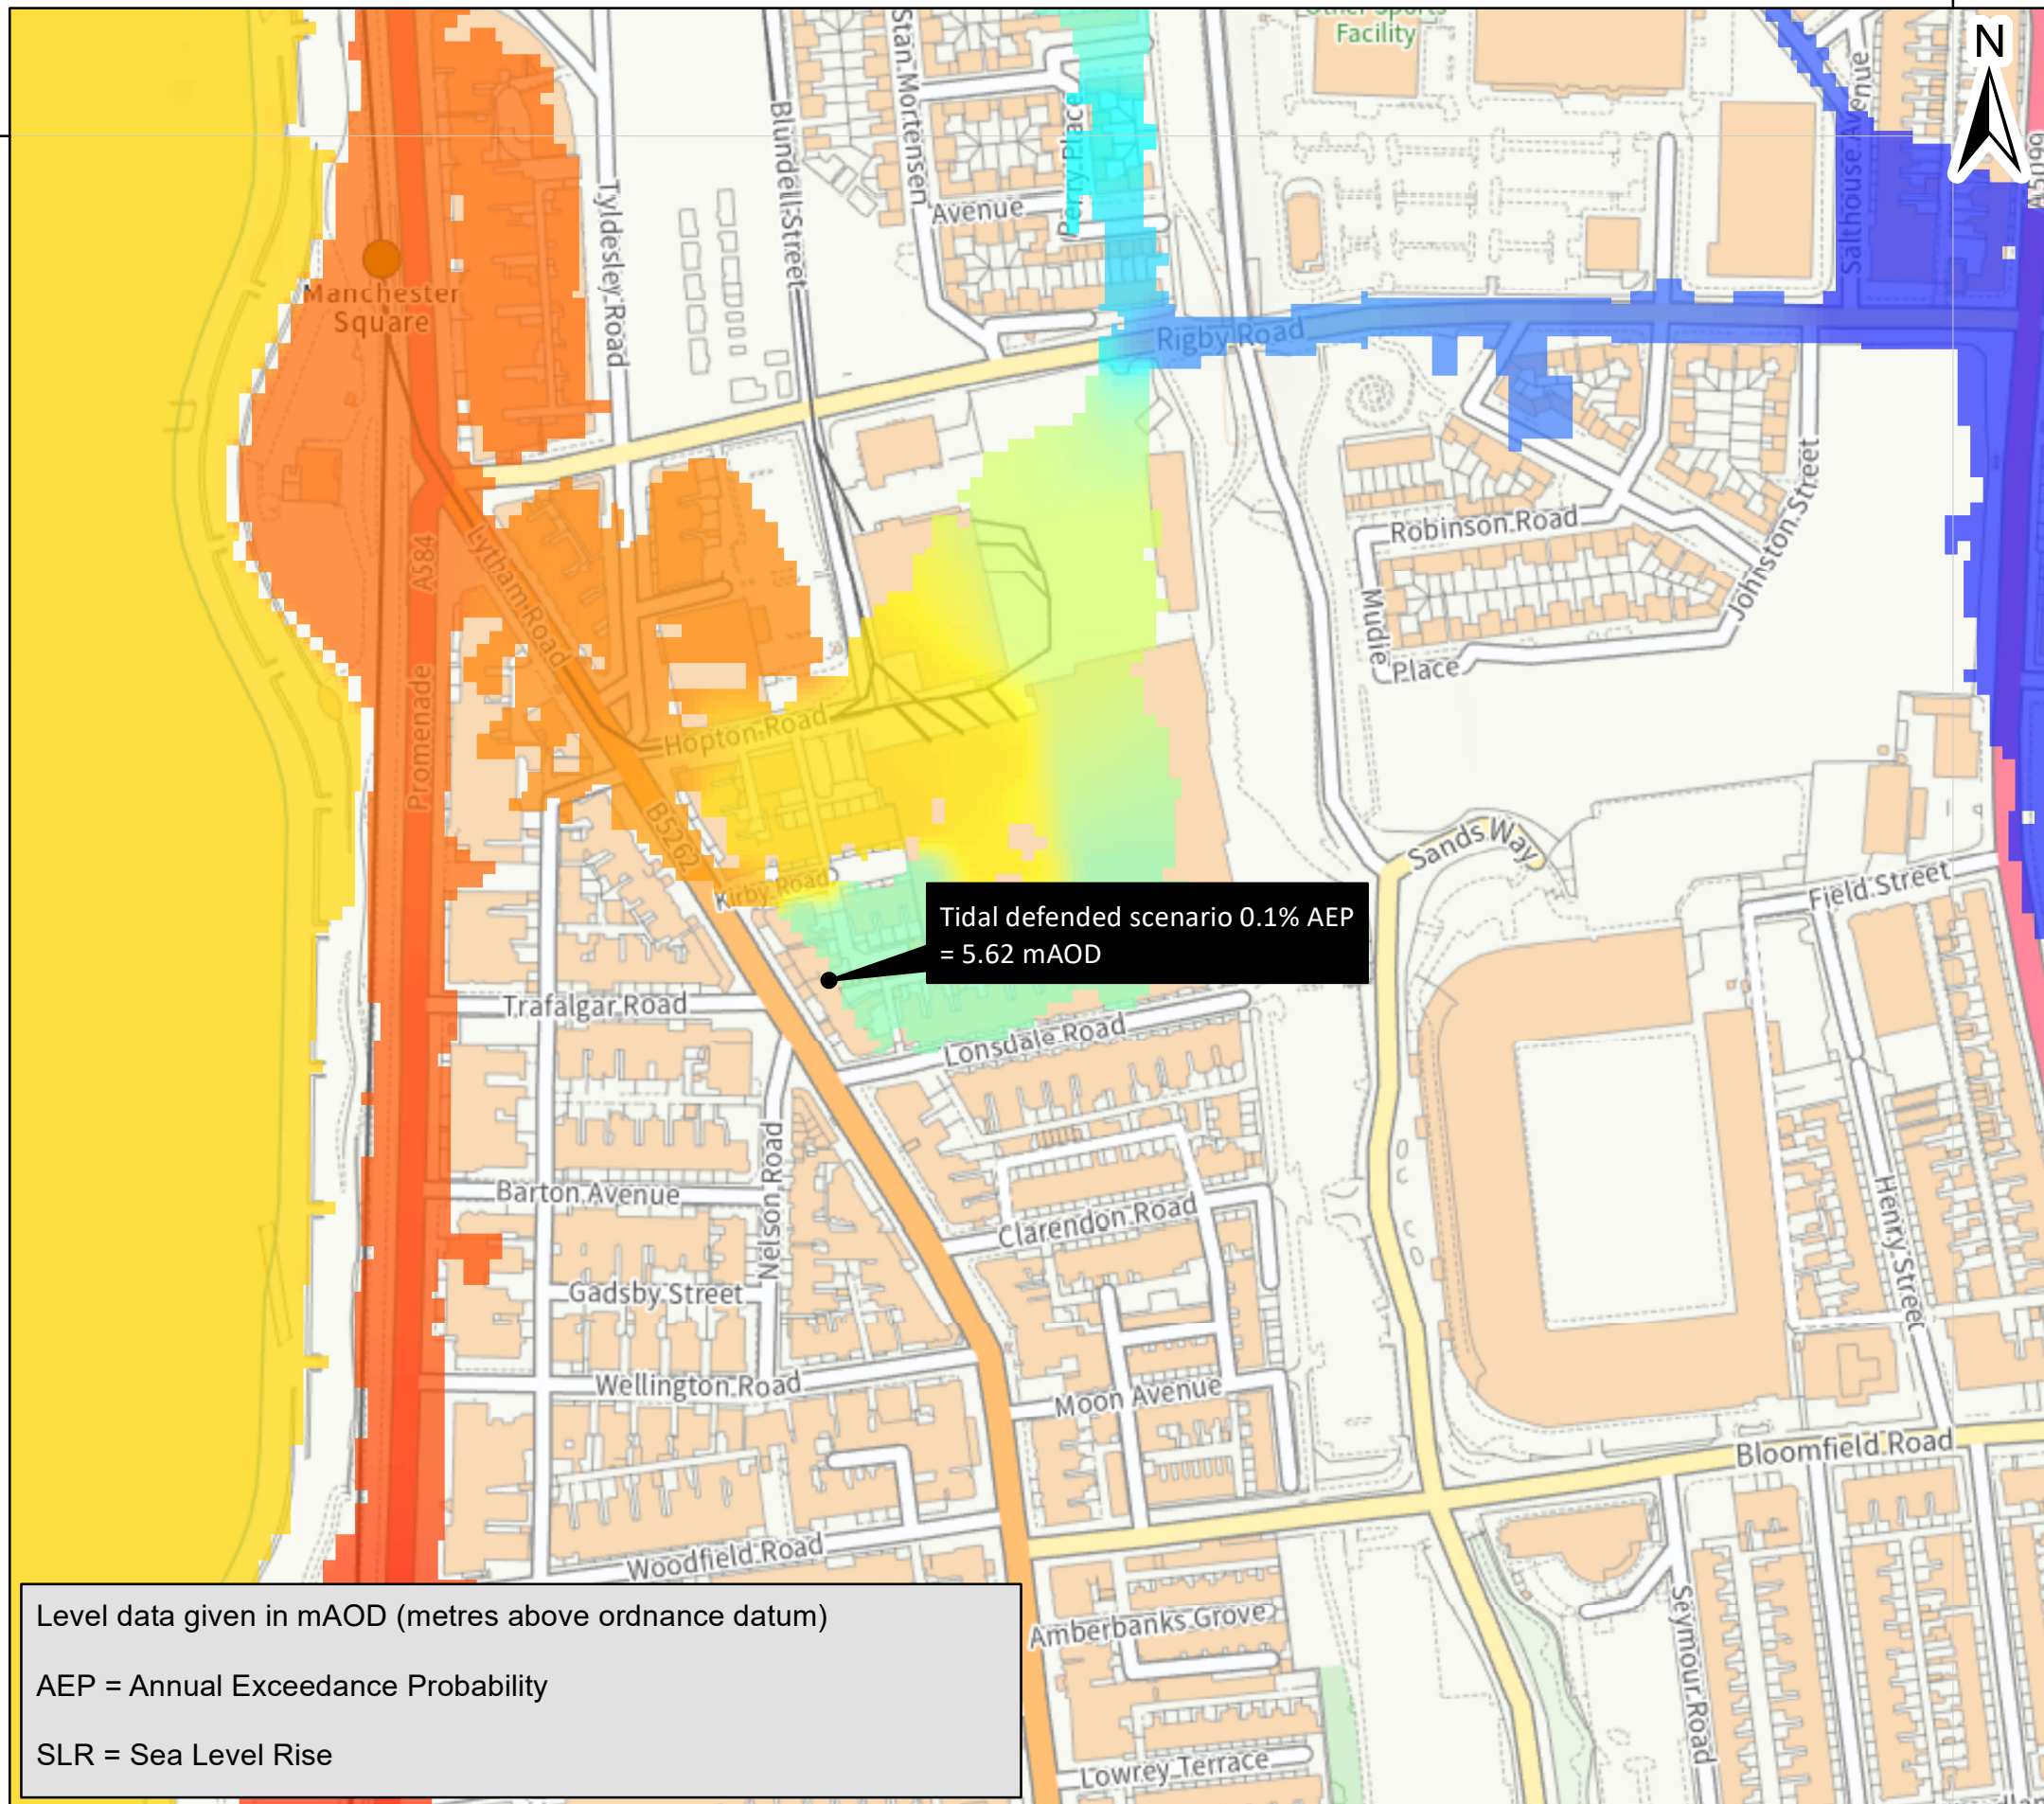 Other Sports
Facility
N
Stan Mortensen
Avenue
Blundell Street
Tyldesley Road
Salthouse Avenue
A5099
Manchester
Square
Rigby Road
Lytham Road
A584
Promenade
Robinson Road
Johnston Street
Mudie
Place
Hopton Road
B5262
Kirby Road
Sands Way
Field Street
Tidal defended scenario 0.1% AEP
= 5.62 mAOD
Trafalgar Road
Lonsdale Road
Nelson Road
Barton Avenue
Clarendon Road
Henry Street
Gadsby Street
Wellington Road
Moon Avenue
Bloomfield Road
Woodfield Road
Seymour Road
Amberbanks Grove
Lowrey Terrace
Level data given in mAOD (metres above ordnance datum)
AEP = Annual Exceedance Probability
SLR = Sea Level Rise